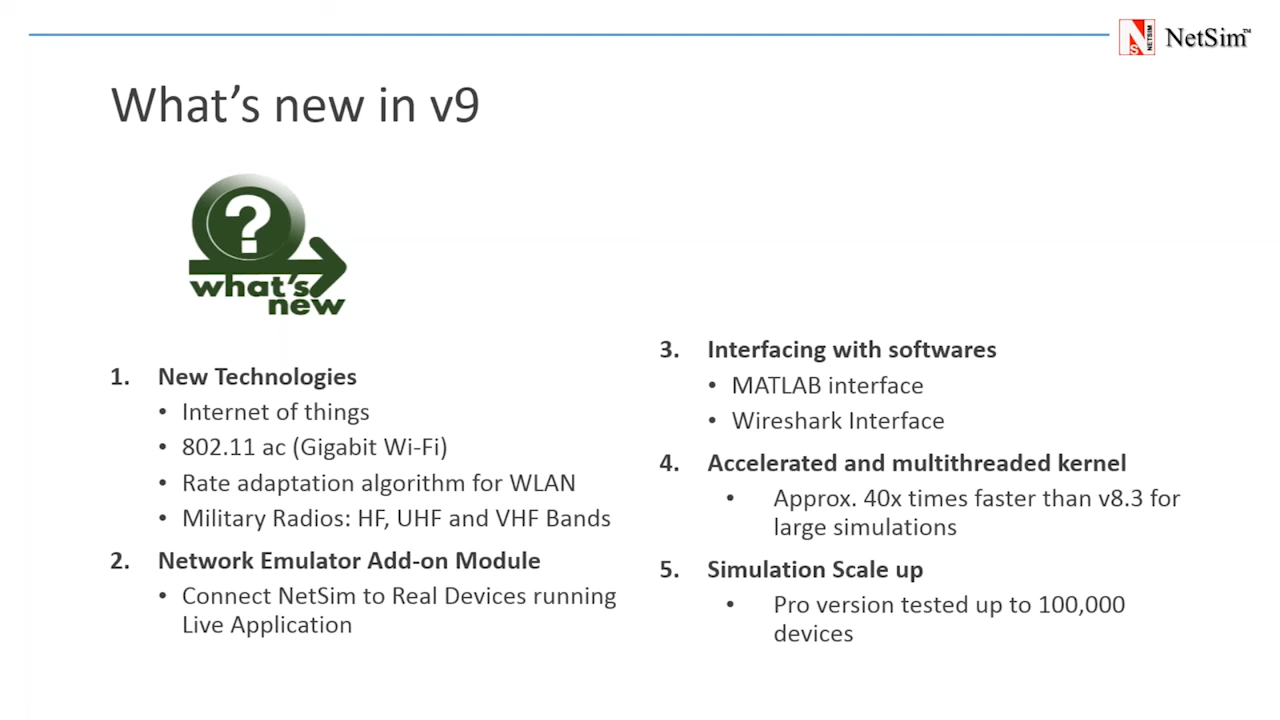 NETSIM
NetSim™
What's new in v9
?
what's
new
1. New Technologies
• Internet of things
• 802.11 ac (Gigabit Wi-Fi)
• Rate adaptation algorithm for WLAN
• Military Radios: HF, UHF and VHF Bands
2. Network Emulator Add-on Module
• Connect NetSim to Real Devices running
Live Application
3. Interfacing with softwares
• MATLAB interface
• Wireshark Interface
4. Accelerated and multithreaded kernel
• Approx. 40x times faster than v8.3 for
large simulations
5. Simulation Scale up
• Pro version tested up to 100,000
devices